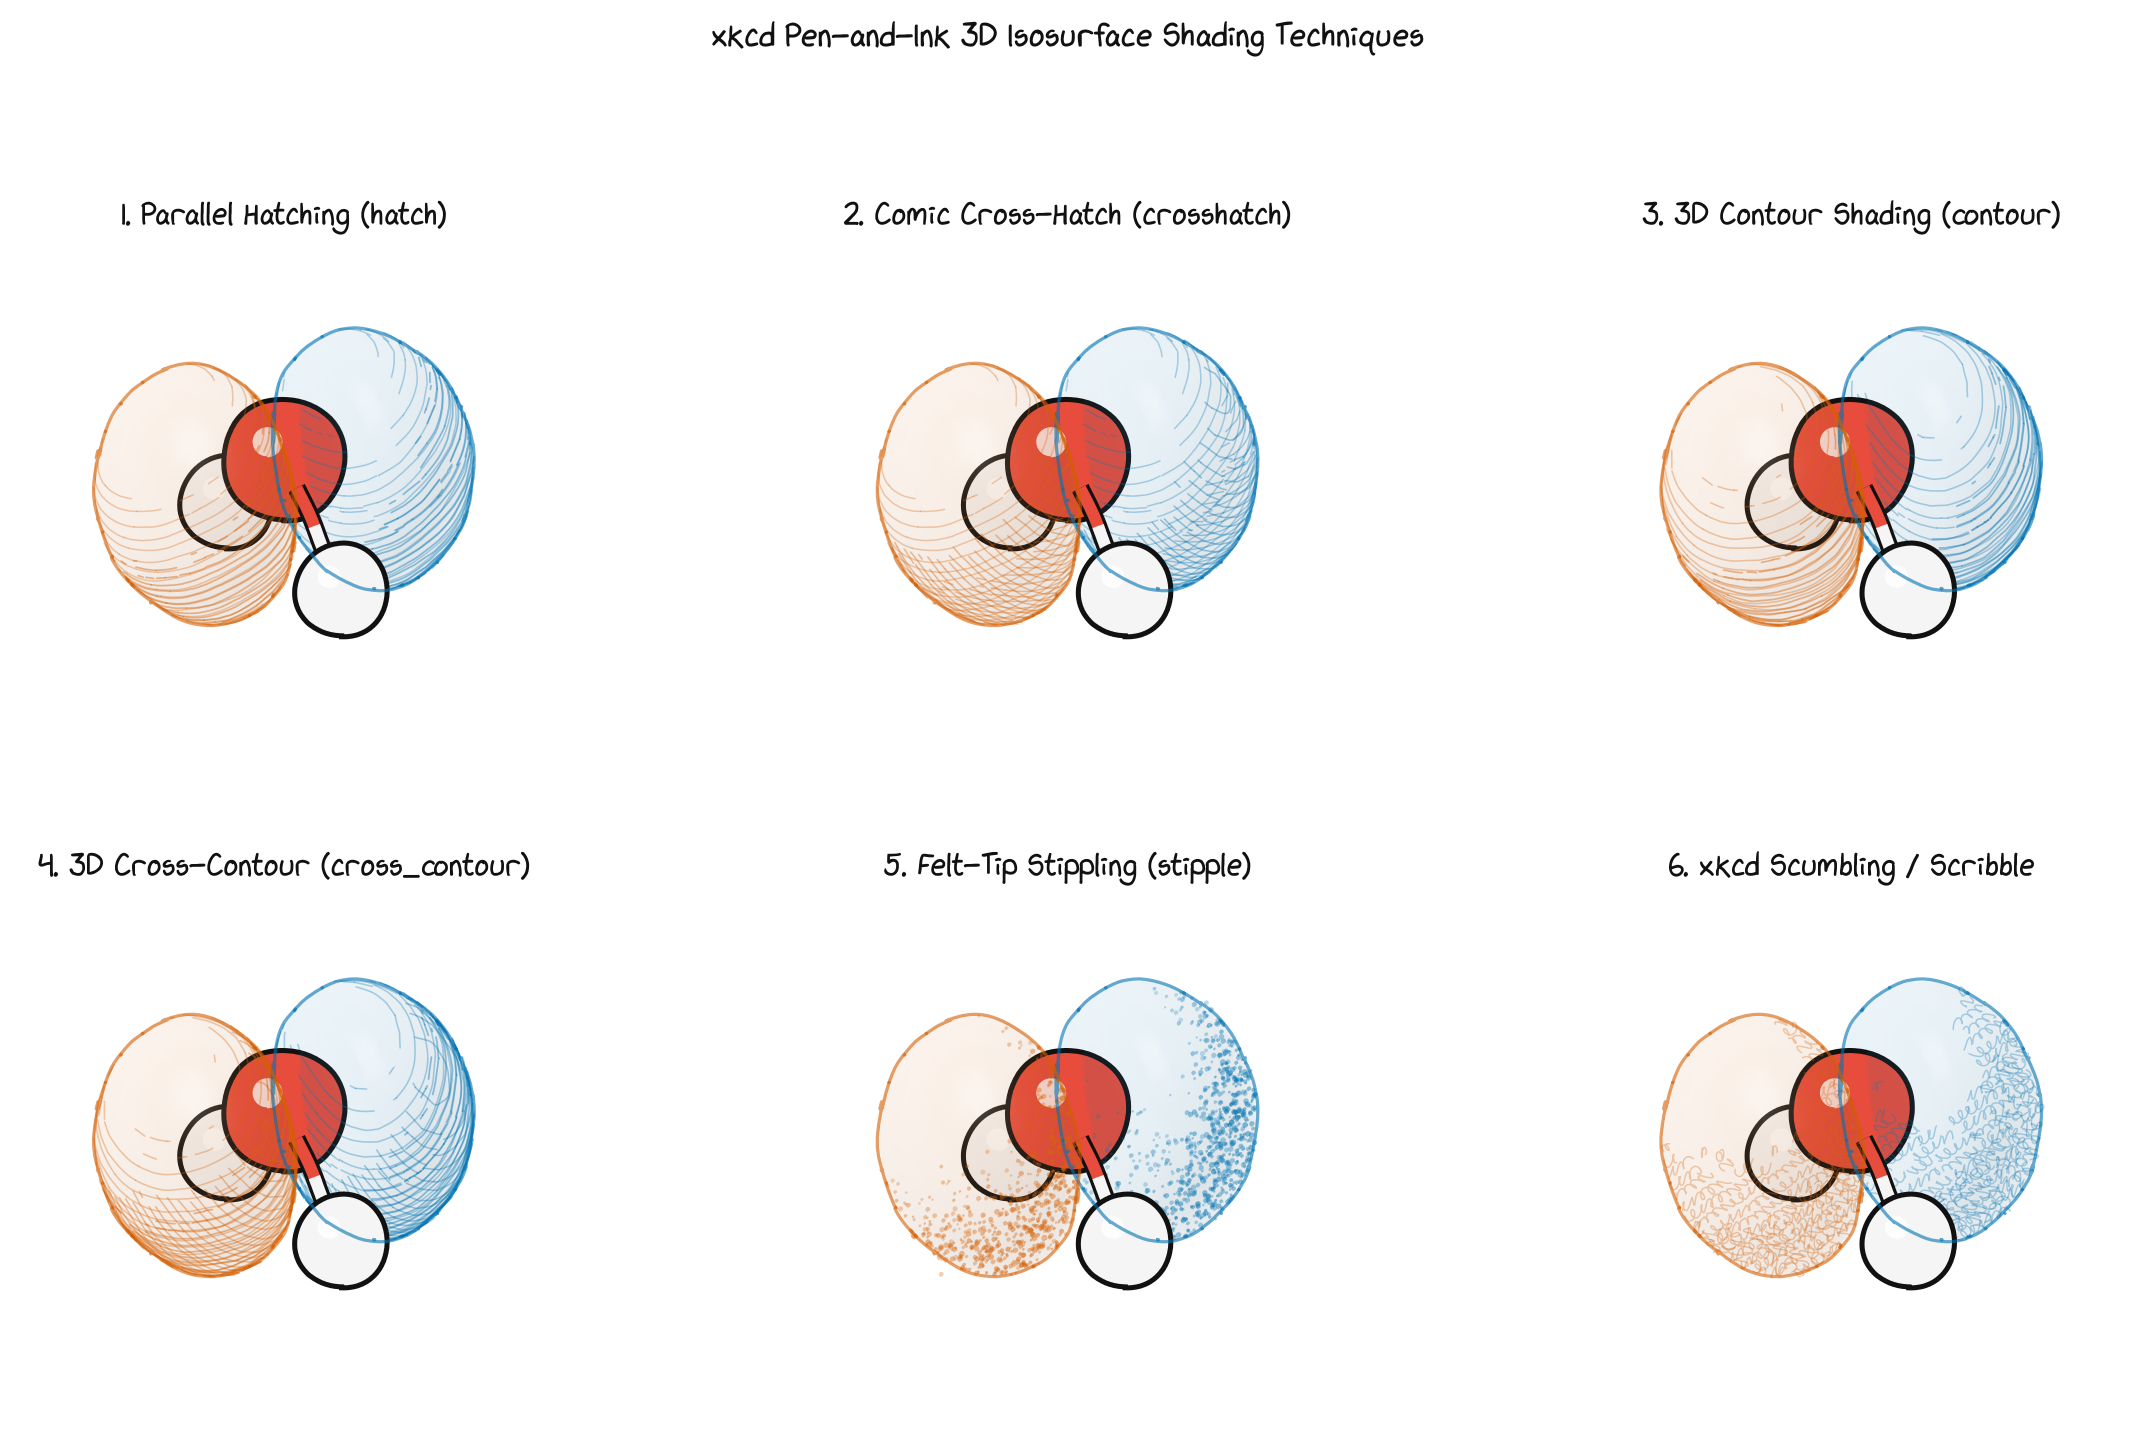 xkcd Pen-and-Ink 3D Isosurface Shading Techniques
1. Parallel Hatching (hatch)
2. Comic Cross-Hatch (crosshatch)
3. 3D Contour Shading (contour)
4. 3D Cross-Contour (cross_contour)
5. Felt-Tip Stippling (stipple)
6. xkcd Scumbling / Scribble